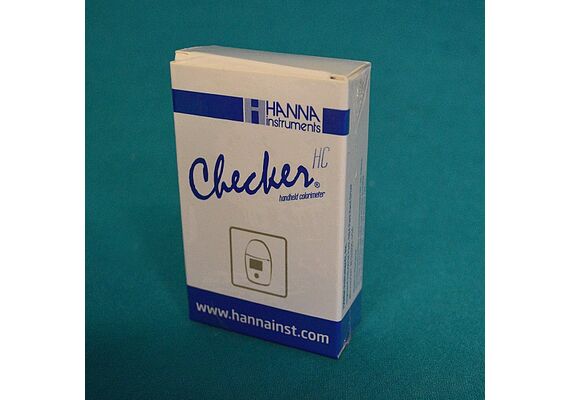 HANNA
instruments
Checker HC
®
handheld colorimeter
www.hannainst.com